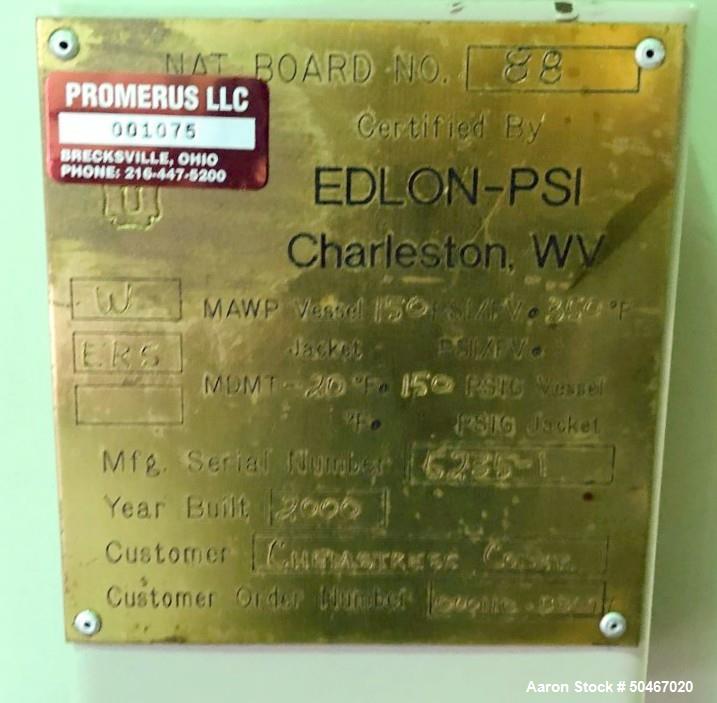 NAT. BOARD NO. 88
PROMERUS LLC
001075
BRECKSVILLE, OHIO
PHONE: 216-447-5200
Certified By
U
EDLON-PSI
Charleston, WV
W
MAWP Vessel 150 PSI/FV @ 350 °F
ERS
Jacket PSI/FV @
MDMT -20 °F @ 150 PSIG Vessel
°F @ PSIG Jacket
Mfg. Serial Number 6285-1
Year Built 2000
Customer
Customer Order Number
Aaron Stock # 50467020